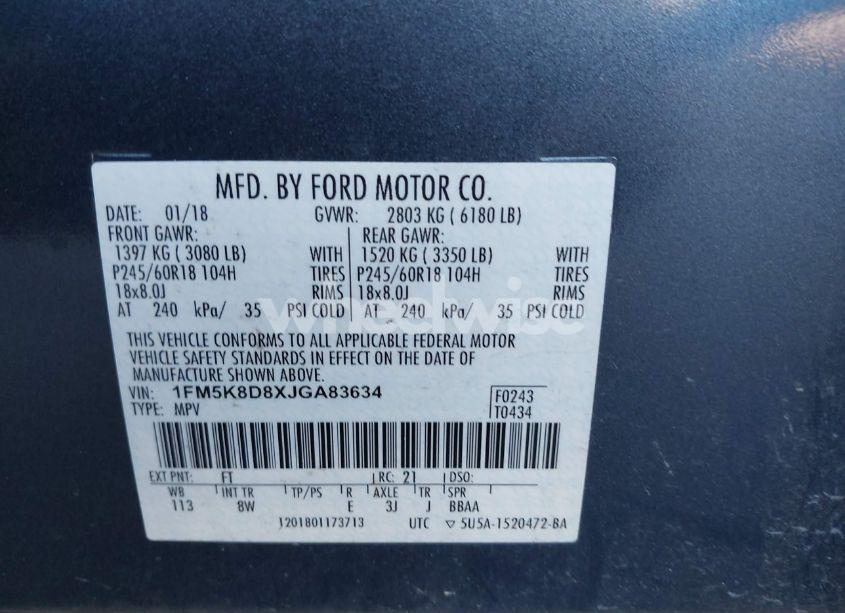 MFD. BY FORD MOTOR CO.
DATE: 01/18 GVWR: 2803 KG ( 6180 LB)
FRONT GAWR: REAR GAWR:
1397 KG ( 3080 LB) WITH 1520 KG ( 3350 LB) WITH
P245/60R18 104H TIRES P245/60R18 104H TIRES
18x8.0J RIMS 18x8.0J RIMS
AT 240 kPa/ 35 PSI COLD AT 240 kPa/ 35 PSI COLD
wheelwise
THIS VEHICLE CONFORMS TO ALL APPLICABLE FEDERAL MOTOR
VEHICLE SAFETY STANDARDS IN EFFECT ON THE DATE OF
MANUFACTURE SHOWN ABOVE.
VIN: 1FM5K8D8XJGA83634 F0243
TYPE: MPV T0434
EXT PNT: FT RC: 21 DSO:
WB INT TR TP/PS R AXLE TR SPR
113 8W E 3J J BBAA
1201801173713 UTC ▽ 5U5A-1520472-BA